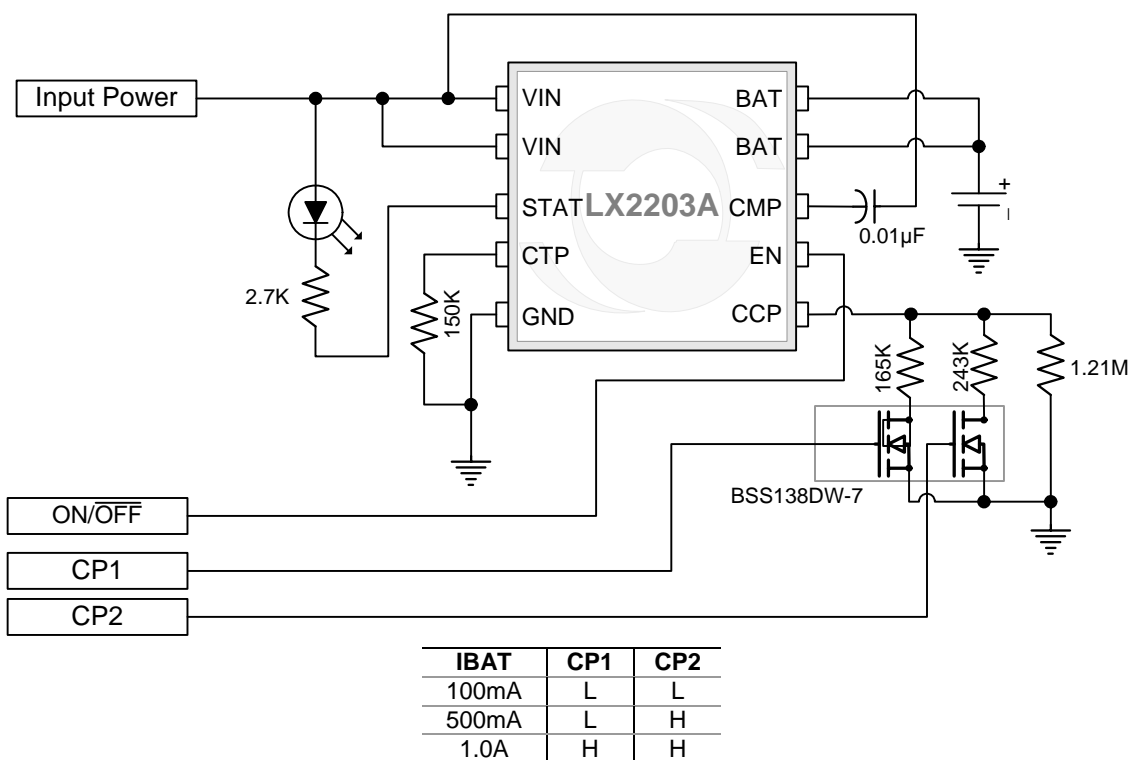 Input Power
VIN
BAT
VIN
BAT
STAT
LX2203A
CMP
+
0.01µF
–
CTP
EN
2.7K
150K
GND
CCP
165K
243K
1.21M
BSS138DW-7
ON/OFF
CP1
CP2
IBAT CP1 CP2
100mA L L
500mA L H
1.0A H H